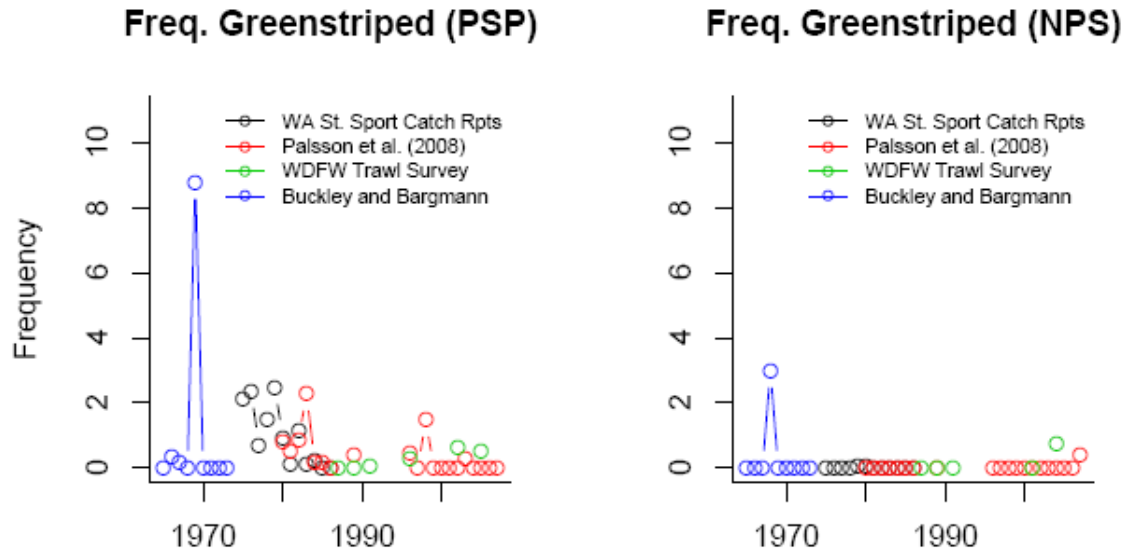 Freq. Greenstriped (PSP)
Frequency
10
8
6
4
2
0
WA St. Sport Catch Rpts
Palsson et al. (2008)
WDFW Trawl Survey
Buckley and Bargmann
1970
1990
Freq. Greenstriped (NPS)
10
8
6
4
2
0
WA St. Sport Catch Rpts
Palsson et al. (2008)
WDFW Trawl Survey
Buckley and Bargmann
1970
1990